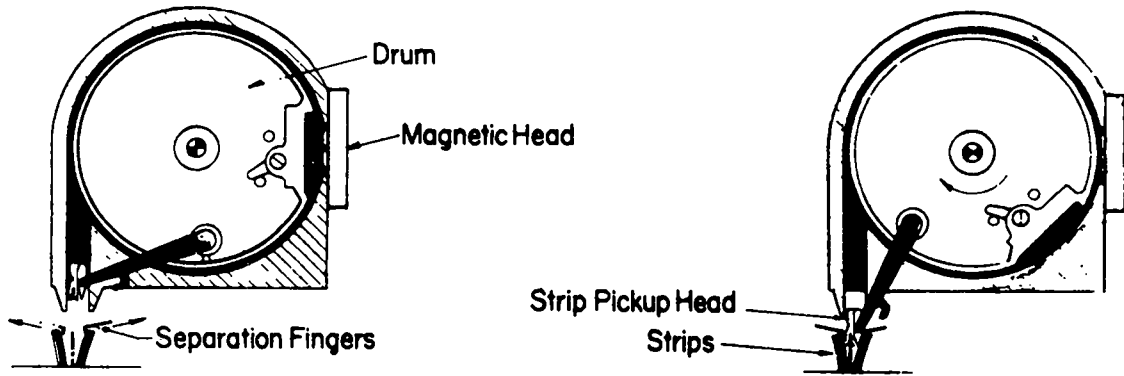 Drum
Magnetic Head
Separation Fingers
Strip Pickup Head
Strips